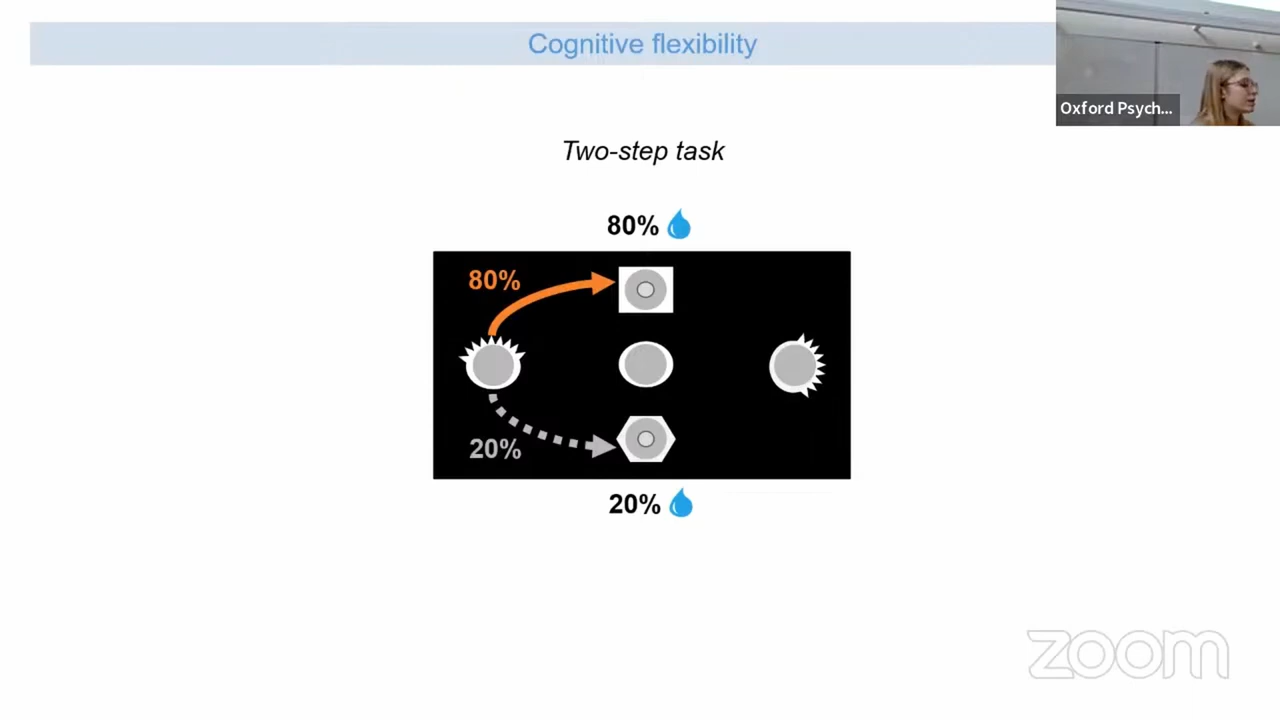 Cognitive flexibility
Oxford Psych...
Two-step task
80%
80%
20%
20%
zoom